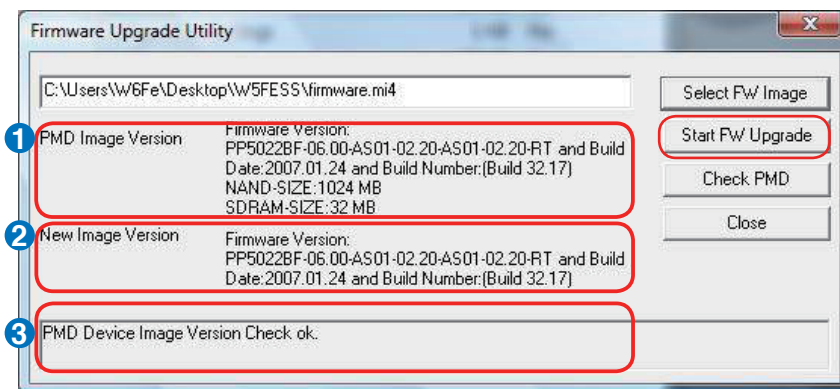 Firmware Upgrade Utility
C:\Users\W6Fe\Desktop\W5FESS\firmware.mi4
Select FW Image
1
PMD Image Version
Firmware Version:
PP5022BF-06.00-AS01-02.20-AS01-02.20-RT and Build
Date:2007.01.24 and Build Number:(Build 32.17)
NAND-SIZE:1024 MB
SDRAM-SIZE:32 MB
Start FW Upgrade
Check PMD
Close
2
New Image Version
Firmware Version:
PP5022BF-06.00-AS01-02.20-AS01-02.20-RT and Build
Date:2007.01.24 and Build Number:(Build 32.17)
3
PMD Device Image Version Check ok.